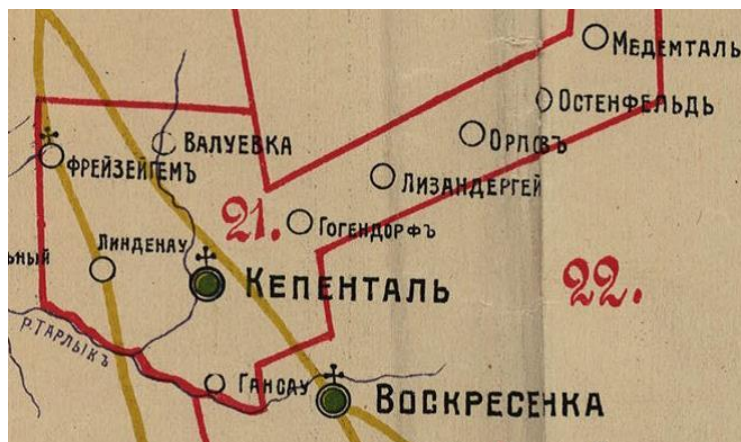 Медемталь
Остенфельдь
Орловъ
Валуевка
Фрейзейгемъ
Лизандергей
21.
Гогендорфъ
Линденау
ьный
Кепенталь
22.
р. Тарлыкъ
Гансау
Воскресенка